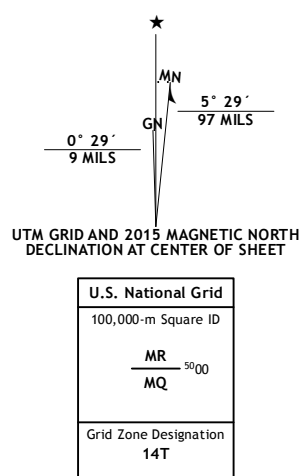 ★
MN
GN
5° 29´
97 MILS
0° 29´
9 MILS
UTM GRID AND 2015 MAGNETIC NORTH
DECLINATION AT CENTER OF SHEET
U.S. National Grid
100,000-m Square ID
MR
5000
MQ
Grid Zone Designation
14T